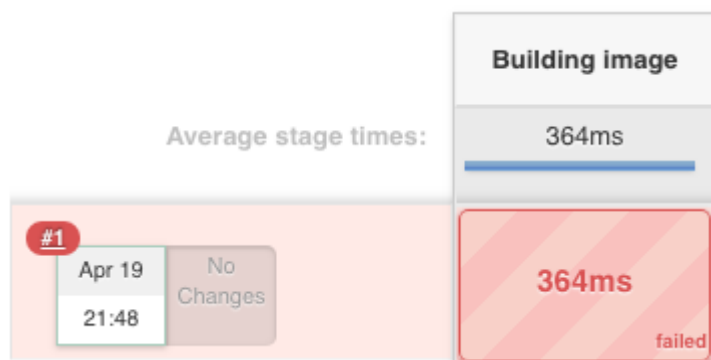 Building image
Average stage times:
364ms
#1
Apr 19
21:48
No
Changes
364ms
failed